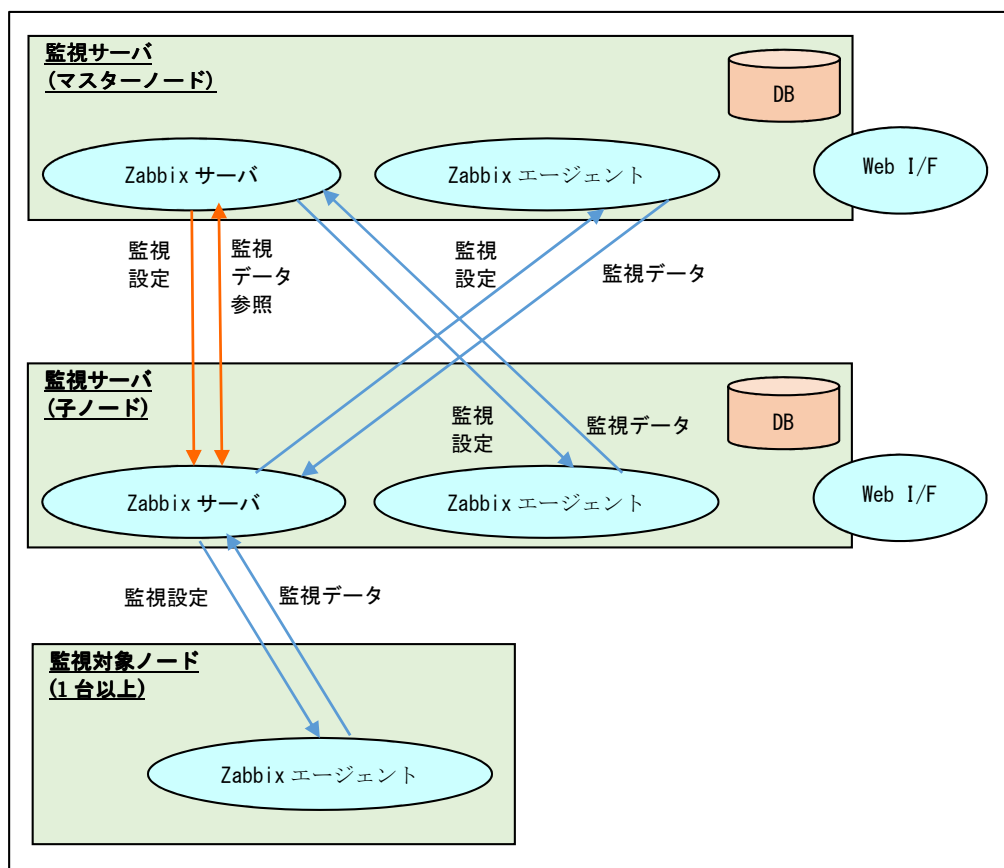 監視サーバ
(マスターノード)
DB
Zabbix サーバ
Zabbix エージェント
Web I/F
監視
設定
監視
データ
参照
監視
設定
監視データ
監視サーバ
(子ノード)
DB
監視
設定
監視データ
Zabbix サーバ
Zabbix エージェント
Web I/F
監視設定
監視データ
監視対象ノード
(1 台以上)
Zabbix エージェント